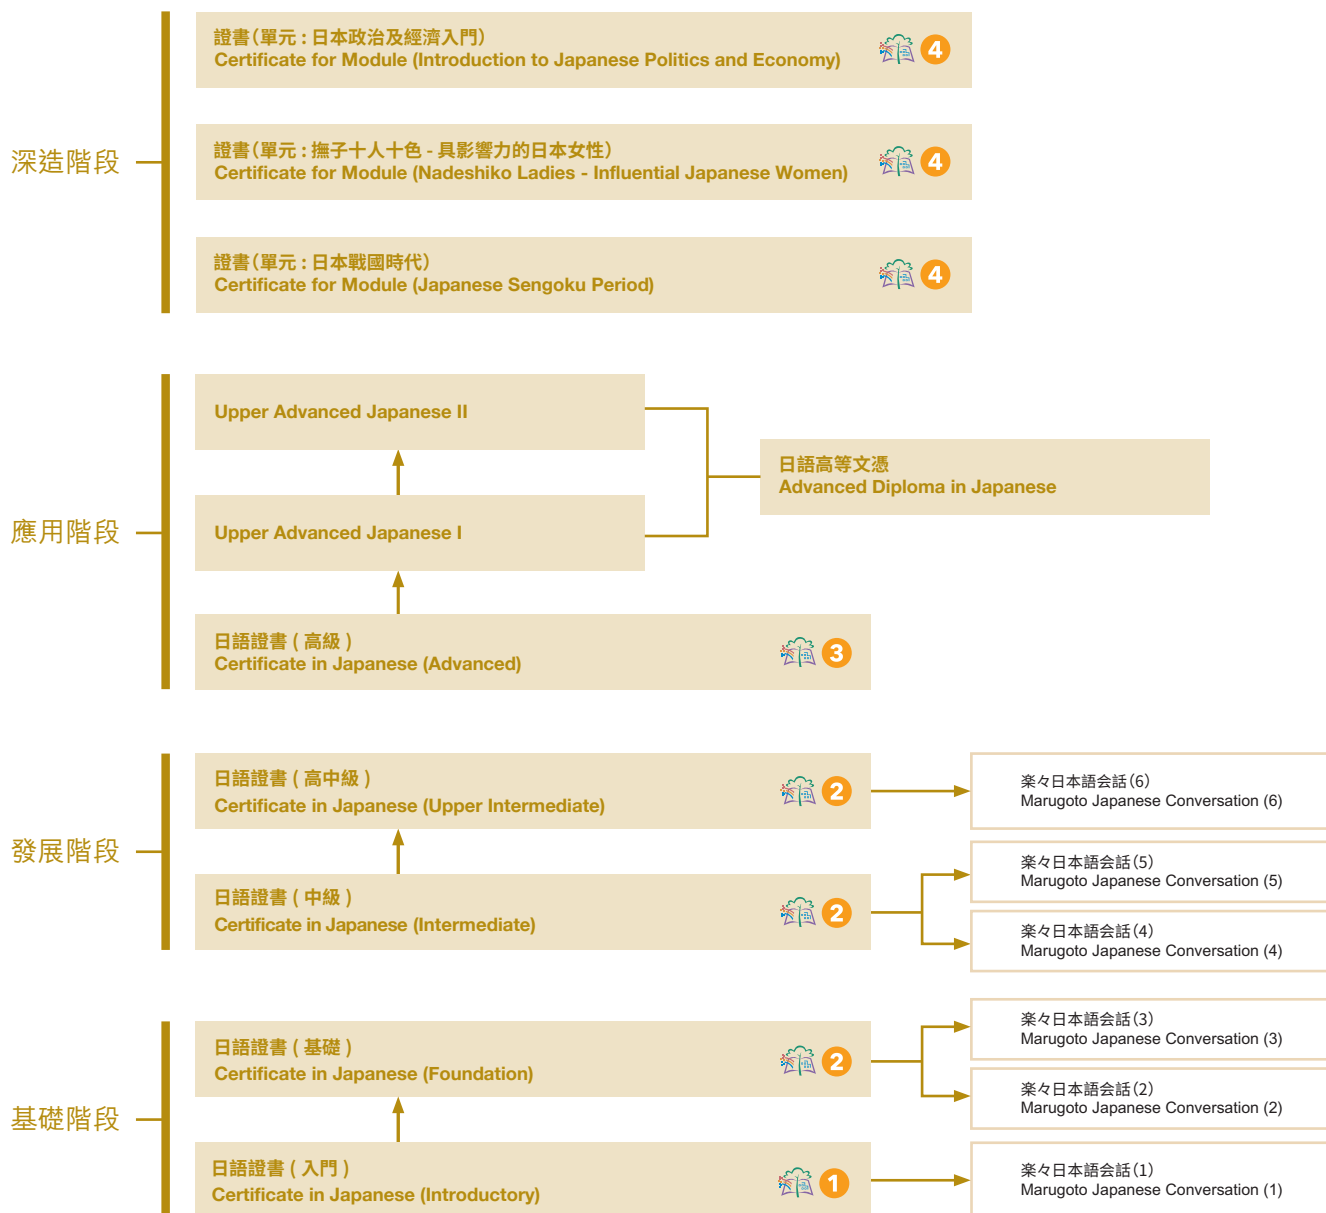 深造階段
證書（單元 : 日本政治及經濟入門）
Certificate for Module (Introduction to Japanese Politics and Economy)
4
證書（單元 : 撫子十人十色 - 具影響力的日本女性）
Certificate for Module (Nadeshiko Ladies - Influential Japanese Women)
4
證書（單元 : 日本戰國時代）
Certificate for Module (Japanese Sengoku Period)
4
應用階段
Upper Advanced Japanese II
Upper Advanced Japanese I
日語高等文憑
Advanced Diploma in Japanese
日語證書 ( 高級 )
Certificate in Japanese (Advanced)
3
發展階段
日語證書 ( 高中級 )
Certificate in Japanese (Upper Intermediate)
2
楽々日本語会話（6）
Marugoto Japanese Conversation (6)
日語證書 ( 中級 )
Certificate in Japanese (Intermediate)
2
楽々日本語会話（5）
Marugoto Japanese Conversation (5)
楽々日本語会話（4）
Marugoto Japanese Conversation (4)
基礎階段
日語證書 ( 基礎 )
Certificate in Japanese (Foundation)
2
楽々日本語会話（3）
Marugoto Japanese Conversation (3)
楽々日本語会話（2）
Marugoto Japanese Conversation (2)
日語證書 ( 入門 )
Certificate in Japanese (Introductory)
1
楽々日本語会話（1）
Marugoto Japanese Conversation (1)